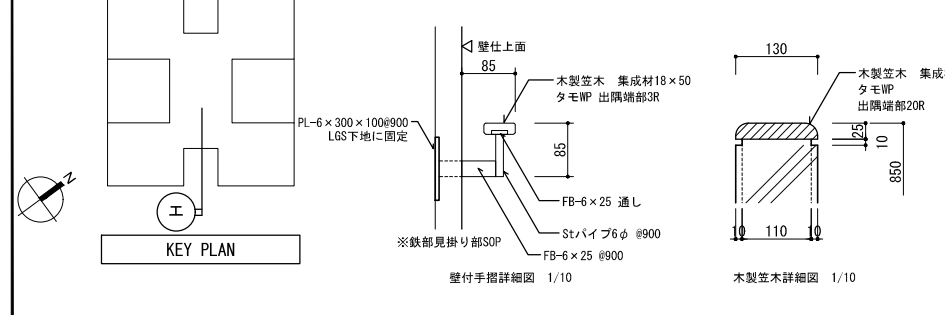 N
エ
KEY PLAN
壁仕上面
85
PL-6×300×100@900
LGS下地に固定
木製笠木 集成材18×50
タモWP 出隅端部3R
85
FB-6×25 通し
Stパイプ6φ @900
FB-6×25 @900
※鉄部見掛り部SOP
壁付手摺詳細図 1/10
130
木製笠木 集成
タモWP
出隅端部20R
25
10
850
10
110
10
木製笠木詳細図 1/10